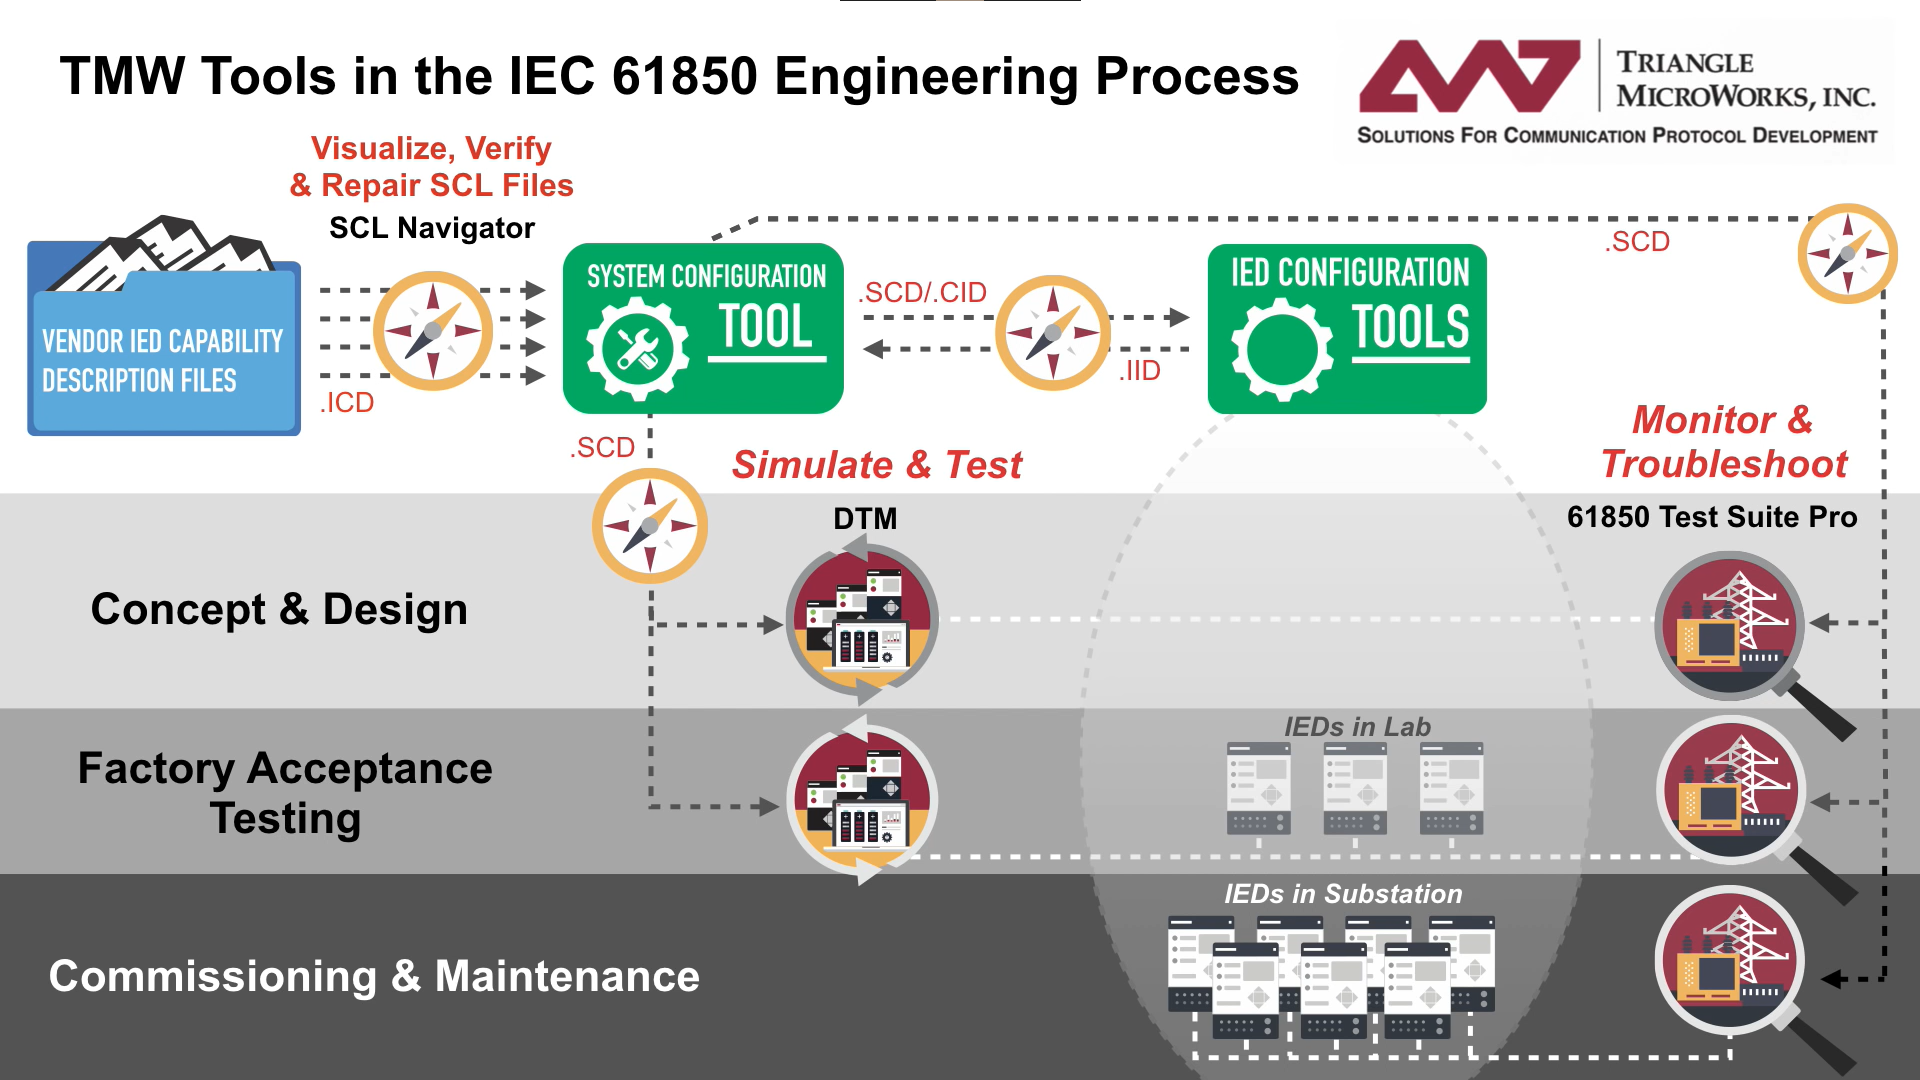 TMW Tools in the IEC 61850 Engineering Process
TRIANGLE
MICROWORKS, INC.
SOLUTIONS FOR COMMUNICATION PROTOCOL DEVELOPMENT
Visualize, Verify
& Repair SCL Files
SCL Navigator
VENDOR IED CAPABILITY
DESCRIPTION FILES
.ICD
SYSTEM CONFIGURATION
TOOL
.SCD/.CID
.IID
IED CONFIGURATION
TOOLS
.SCD
.SCD
Simulate & Test
DTM
Monitor &
Troubleshoot
61850 Test Suite Pro
Concept & Design
Factory Acceptance
Testing
IEDs in Lab
Commissioning & Maintenance
IEDs in Substation